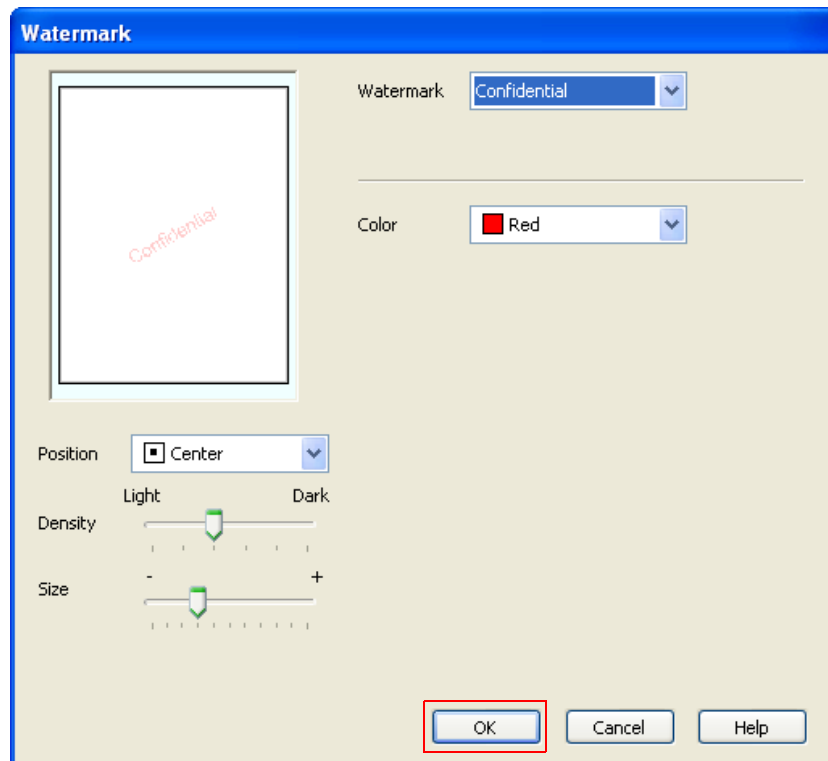 Watermark
Watermark Confidential
Confidential
Color Red
Position Center
Light Dark
Density
- +
Size
OK Cancel Help